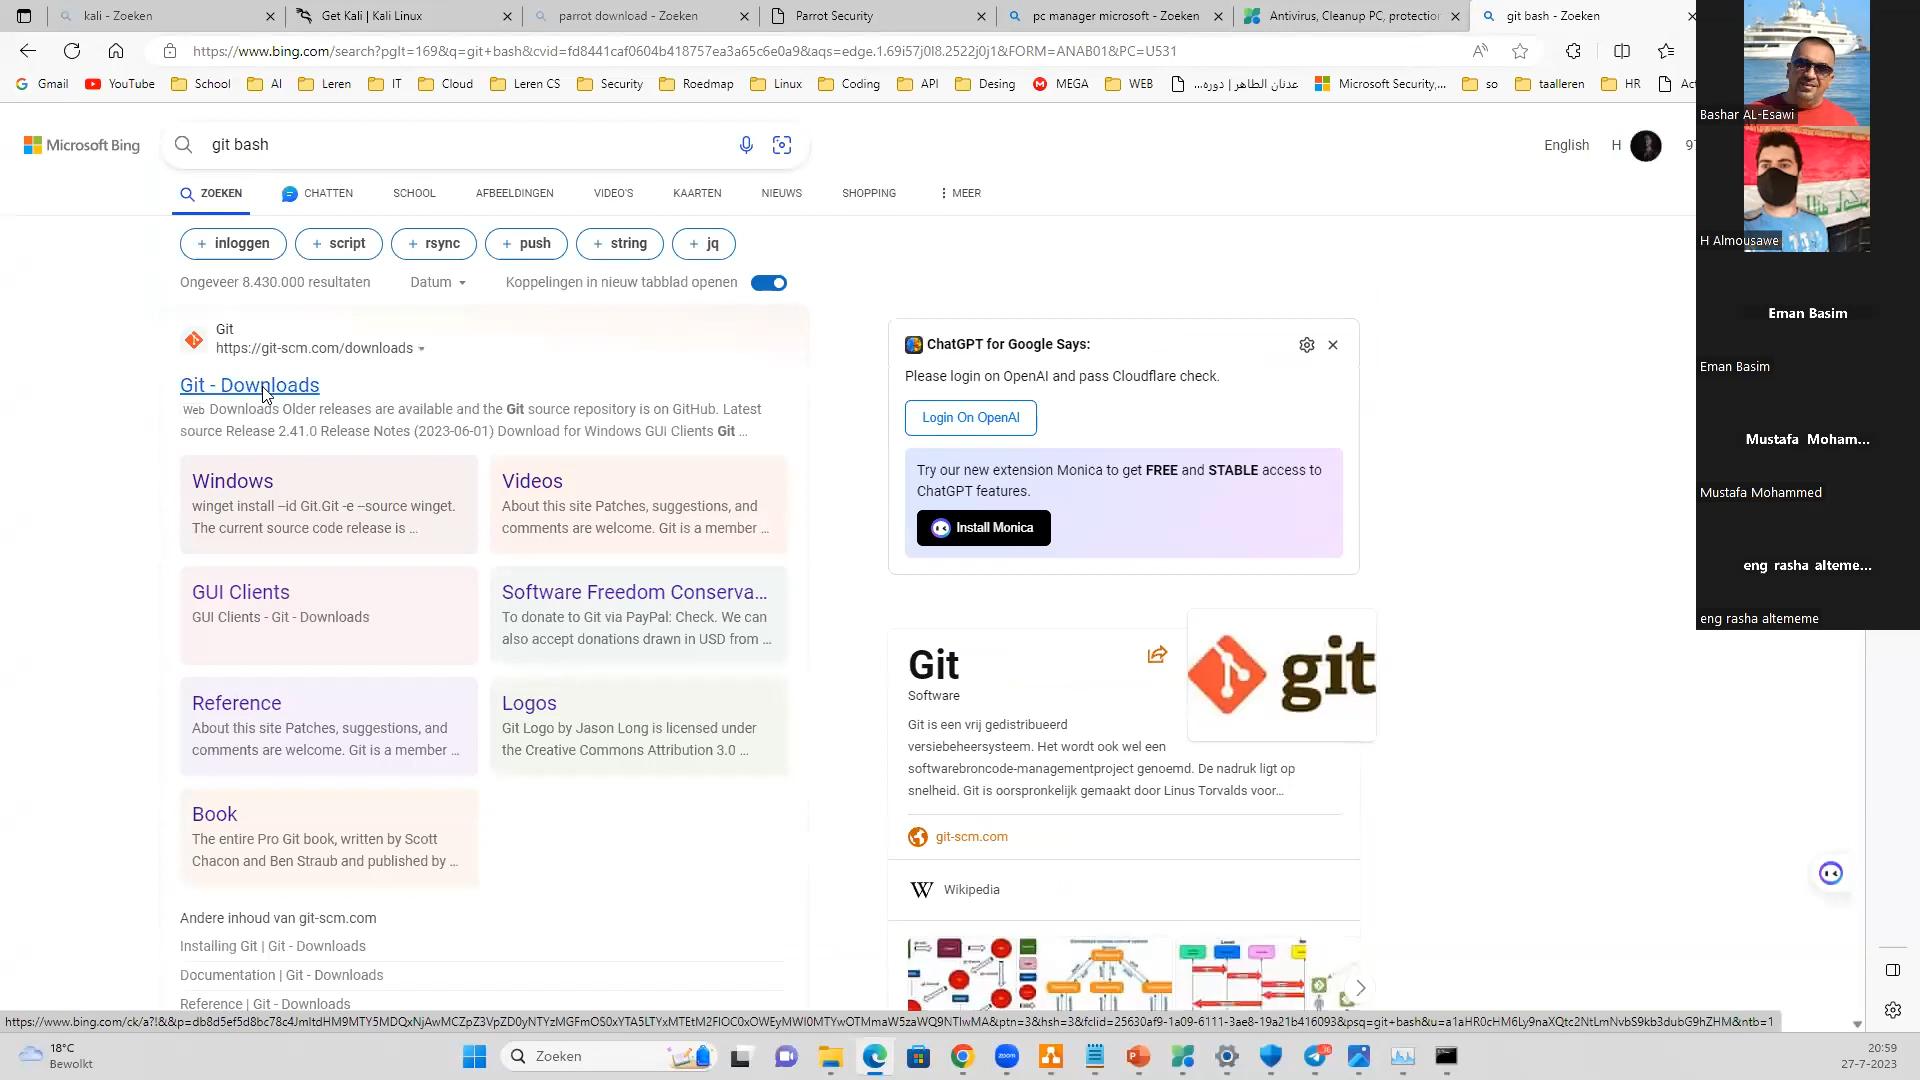 kali - Zoeken
Get Kali | Kali Linux
parrot download - Zoeken
Parrot Security
pc manager microsoft - Zoeken
Antivirus, Cleanup PC, protection
git bash - Zoeken
https://www.bing.com/search?pglt=169&q=git+bash&cvid=fd8441caf0604b418757ea3a65c6e0a9&aqs=edge.1.69i57j0l8.2522j0j1&FORM=ANAB01&PC=U531
Gmail
YouTube
School
AI
Leren
IT
Cloud
Leren CS
Security
Roedmap
Linux
Coding
API
Desing
MEGA
WEB
عدنان الطاهر | دوره...
Microsoft Security,...
so
taalleren
HR
Act
Microsoft Bing
git bash
English
H
97
ZOEKEN
CHATTEN
SCHOOL
AFBEELDINGEN
VIDEO'S
KAARTEN
NIEUWS
SHOPPING
MEER
+ inloggen
+ script
+ rsync
+ push
+ string
+ jq
Ongeveer 8.430.000 resultaten
Datum
Koppelingen in nieuw tabblad openen
Git
https://git-scm.com/downloads
Git - Downloads
Web Downloads Older releases are available and the Git source repository is on GitHub. Latest
source Release 2.41.0 Release Notes (2023-06-01) Download for Windows GUI Clients Git ...
Windows
winget install --id Git.Git -e --source winget.
The current source code release is ...
Videos
About this site Patches, suggestions, and
comments are welcome. Git is a member ...
GUI Clients
GUI Clients - Git - Downloads
Software Freedom Conserva...
To donate to Git via PayPal: Check. We can
also accept donations drawn in USD from ...
Reference
About this site Patches, suggestions, and
comments are welcome. Git is a member ...
Logos
Git Logo by Jason Long is licensed under
the Creative Commons Attribution 3.0 ...
Book
The entire Pro Git book, written by Scott
Chacon and Ben Straub and published by ...
Andere inhoud van git-scm.com
Installing Git | Git - Downloads
Documentation | Git - Downloads
Reference | Git - Downloads
ChatGPT for Google Says:
Please login on OpenAI and pass Cloudflare check.
Login On OpenAI
Try our new extension Monica to get FREE and STABLE access to
ChatGPT features.
Install Monica
Git
Software
git
Git is een vrij gedistribueerd
versiebeheersysteem. Het wordt ook wel een
softwarebroncode-managementproject genoemd. De nadruk ligt op
snelheid. Git is oorspronkelijk gemaakt door Linus Torvalds voor...
git-scm.com
Wikipedia
Bashar AL-Esawi
H Almousawe
Eman Basim
Eman Basim
Mustafa Moham...
Mustafa Mohammed
eng rasha alteme...
eng rasha altememe
18°C
Bewolkt
Zoeken
zoom
20:59
27-7-2023